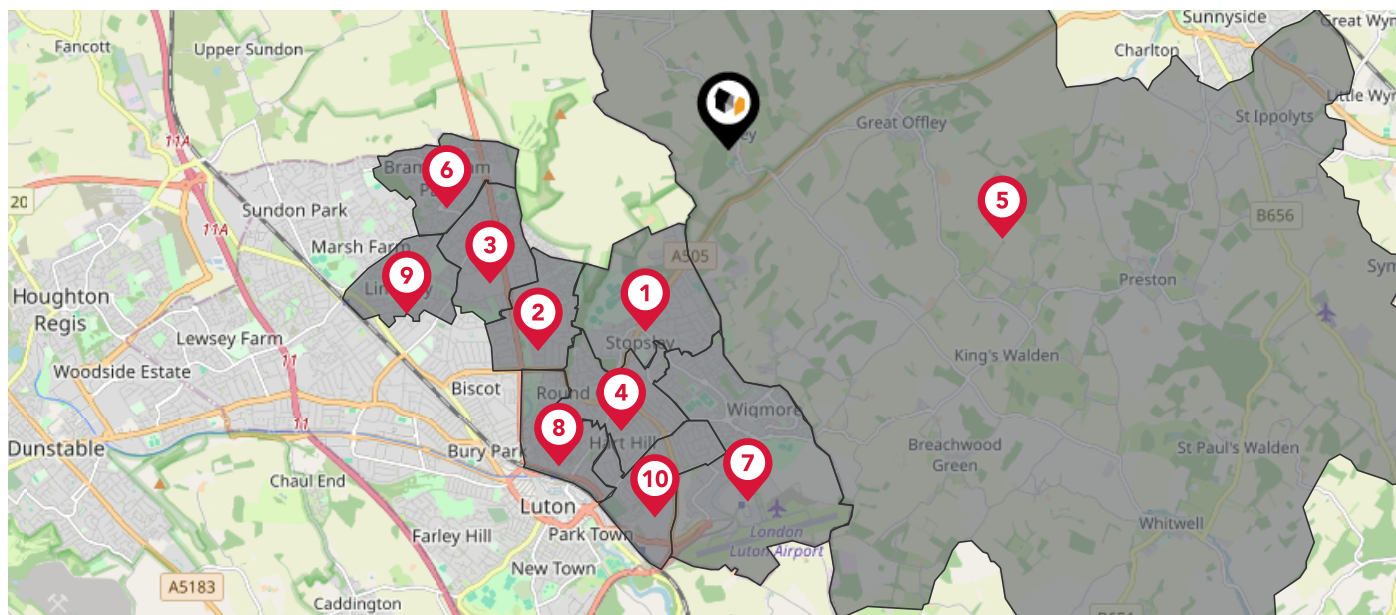 Sunnyside
Great Wyn
Fancott
Upper Sundon
Charlton
Little Wyn
11A
ey
Great Offley
St Ippolyts
6
20
Sundon Park
5
B656
11A
Marsh Farm
3
A505
9
1
Preston
Houghton
Regis
2
Lewsey Farm
Stopsley
King's Walden
11
Woodside Estate
Biscot
Round
4
Wigmore
11
8
Hart Hill
Breachwood
Green
St Paul's Walden
Dunstable
Bury Park
7
Chaul End
10
Luton
Whitwell
Farley Hill
Park Town
London
Luton Airport
New Town
A5183
Caddington